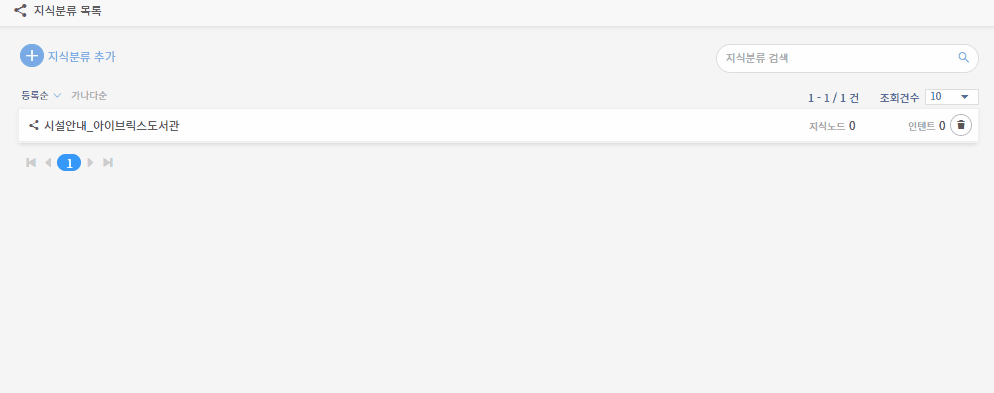 지식분류 목록
지식분류 추가
지식분류 검색
등록순 가나다순
1 - 1 / 1 건 조회건수 10
시설안내_아이브릭스도서관 지식노드 0 인텐트 0
1